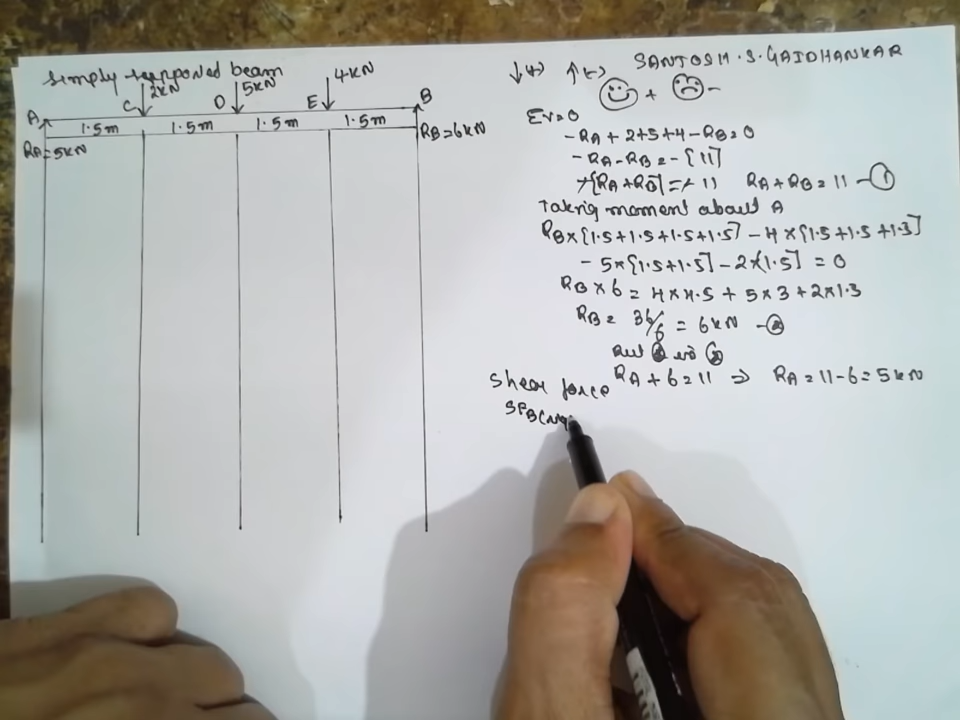 Simply supported beam
2kN 5kN 4kN
A C D E B
1.5m 1.5m 1.5m 1.5m
RA=5kN RB=6kN
↓(+) ↑(-) SANTOSH.S.GAIDHANKAR
+ -
ΣV=0
-RA+2+5+4-RB=0
-RA-RB=-[11]
-[RA+RB]=-11 RA+RB=11-①
Taking moment about A
RB×[1.5+1.5+1.5+1.5]-4×[1.5+1.5+1.5]
-5×[1.5+1.5]-2×[1.5]=0
RB×6=4×4.5+5×3+2×1.5
RB=36/6=6kN-②
Put in
RA+6=11⇒ RA=11-6=5kN
Shear force
SFB(